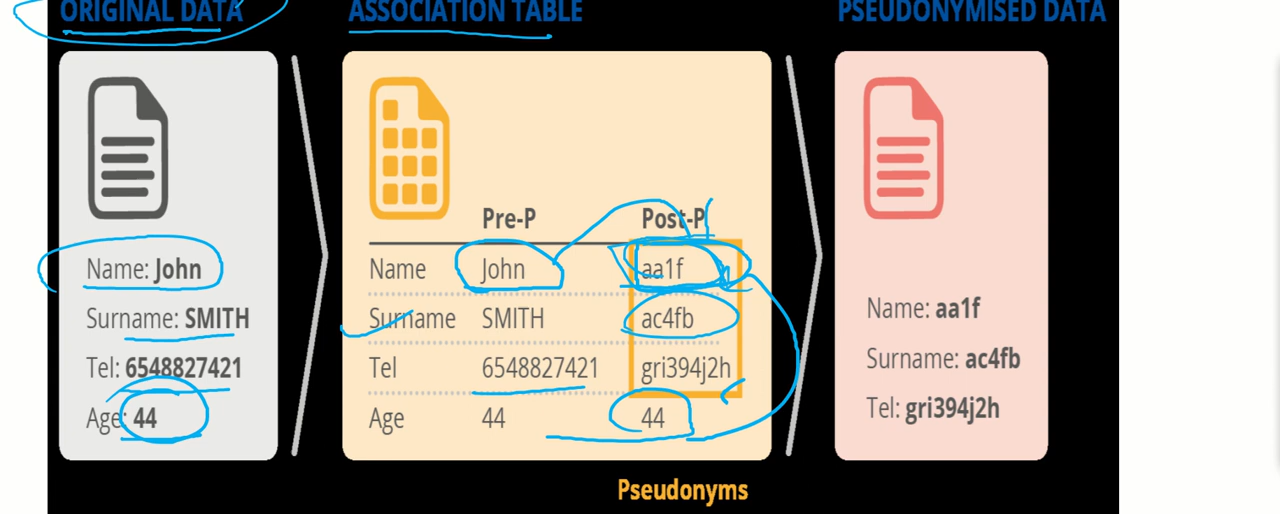 ORIGINAL DATA
ASSOCIATION TABLE
PSEUDONYMISED DATA
Name: John
Surname: SMITH
Tel: 6548827421
Age: 44
Pre-P Post-P
Name John aa1f
Surname SMITH ac4fb
Tel 6548827421 gri394j2h
Age 44 44
Pseudonyms
Name: aa1f
Surname: ac4fb
Tel: gri394j2h